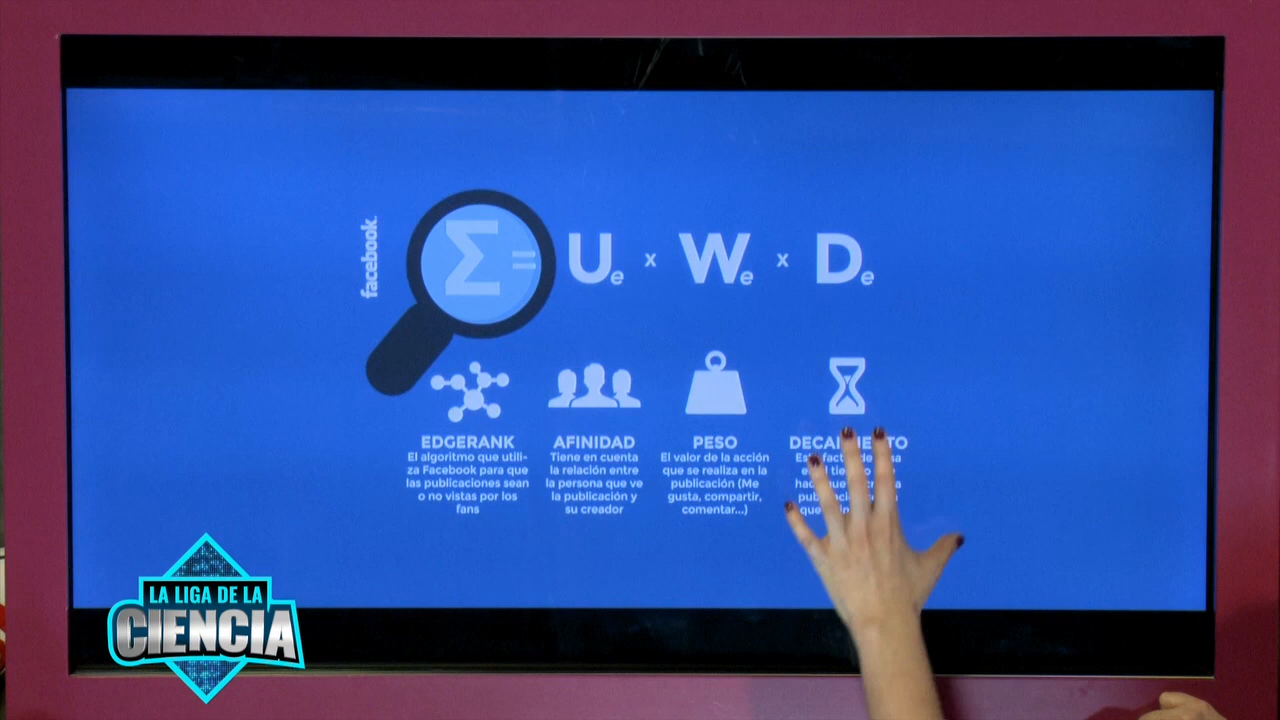 facebook.
Σ = Ue x We x De
EDGERANK
El algoritmo que utili-
za Facebook para que
las publicaciones sean
o no vistas por los
fans
AFINIDAD
Tiene en cuenta
la relación entre
la persona que ve
la publicación y
su creador
PESO
El valor de la acción
que se realiza en la
publicación (Me
gusta, compartir,
comentar...)
DECAIMIENTO
que
LA LIGA DE LA
CIENCIA